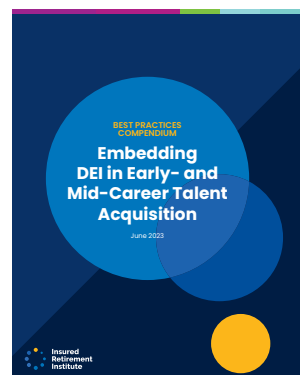 BEST PRACTICES
COMPENDIUM
Embedding
DEI in Early- and
Mid-Career Talent
Acquisition
June 2023
Insured
Retirement
Institute